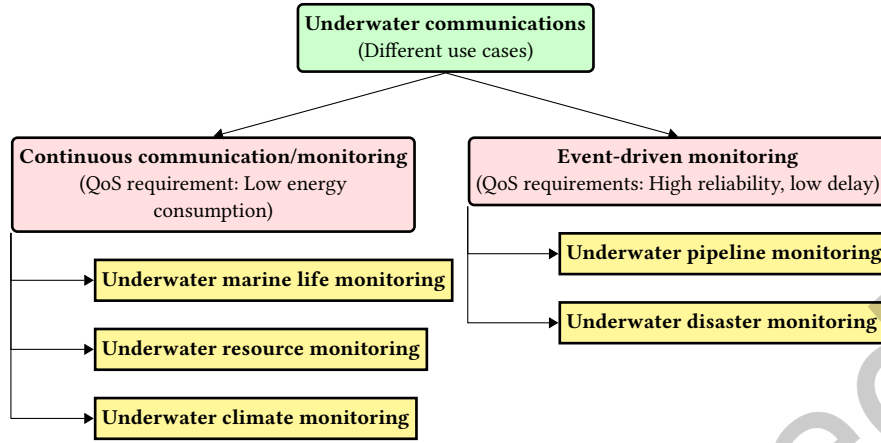 Underwater communications
(Different use cases)
Continuous communication/monitoring
(QoS requirement: Low energy
consumption)
Underwater marine life monitoring
Underwater resource monitoring
Underwater climate monitoring
Event-driven monitoring
(QoS requirements: High reliability, low delay)
Underwater pipeline monitoring
Underwater disaster monitoring